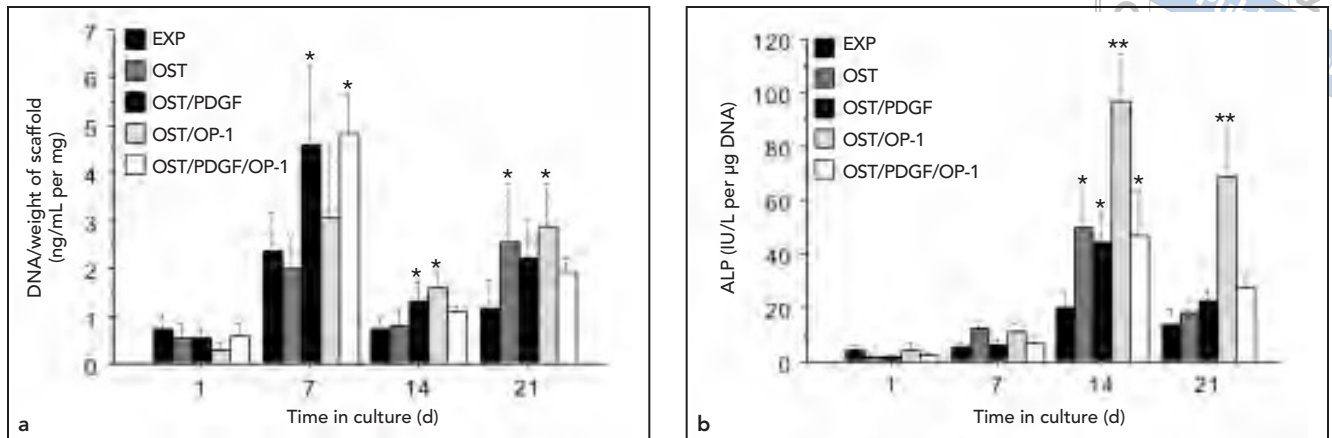 7
6
5
4
3
2
1
0
DNA/weight of scaffold
(ng/mL per mg)
EXP
OST
OST/PDGF
OST/OP-1
OST/PDGF/OP-1
*
*
*
*
*
*
1 7 14 21
Time in culture (d)
a
120
100
80
60
40
20
0
ALP (IU/L per µg DNA)
EXP
OST
OST/PDGF
OST/OP-1
OST/PDGF/OP-1
*
*
**
*
**
1 7 14 21
Time in culture (d)
b